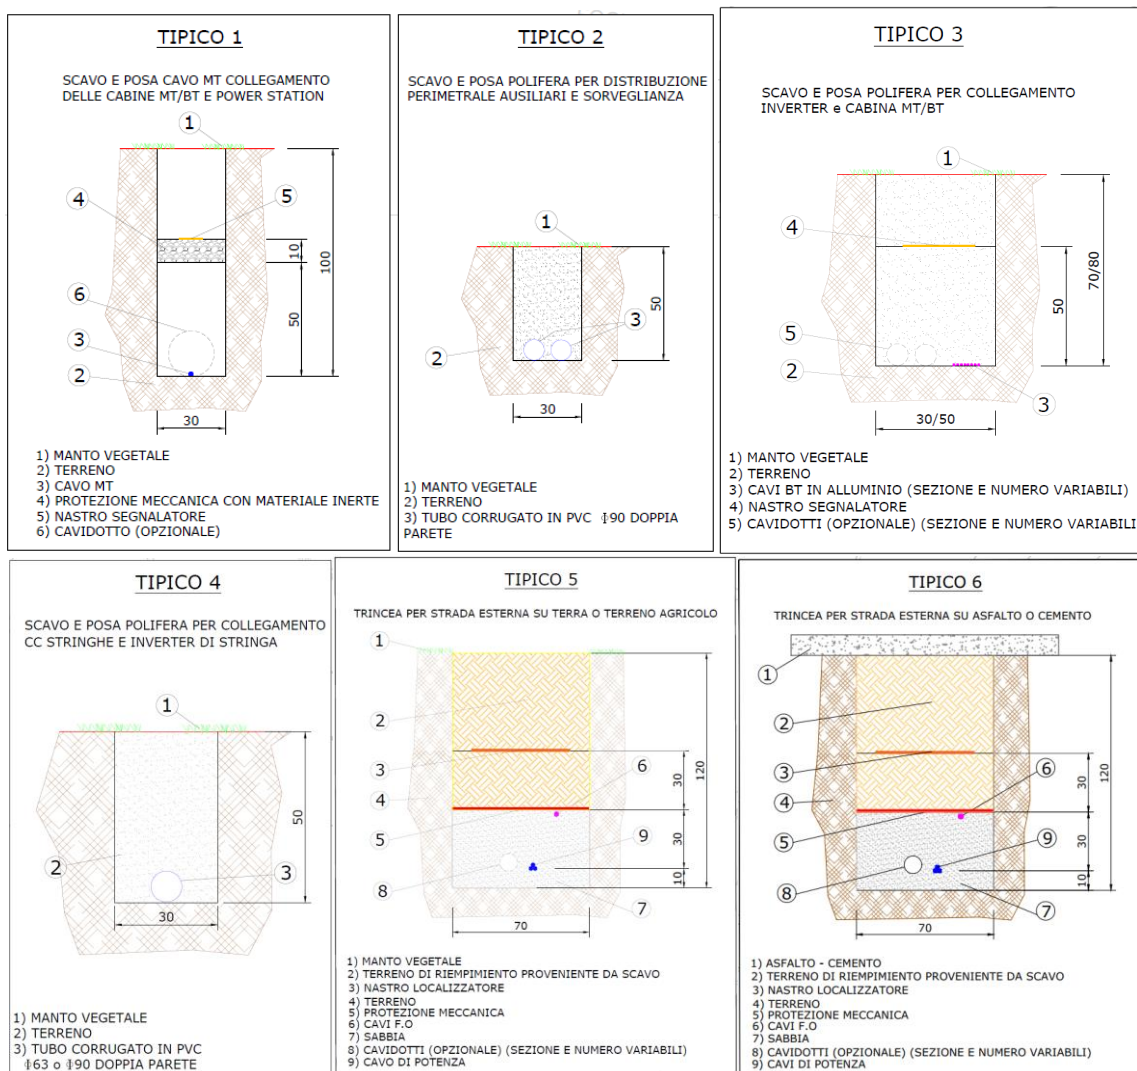 TIPICO 1
SCAVO E POSA CAVO MT COLLEGAMENTO
DELLE CABINE MT/BT E POWER STATION
1
4
5
10
100
6
50
3
2
30
1) MANTO VEGETALE
2) TERRENO
3) CAVO MT
4) PROTEZIONE MECCANICA CON MATERIALE INERTE
5) NASTRO SEGNALATORE
6) CAVIDOTTO (OPZIONALE)
TIPICO 2
SCAVO E POSA POLIFERA PER DISTRIBUZIONE
PERIMETRALE AUSILIARI E SORVEGLIANZA
1
50
3
2
30
1) MANTO VEGETALE
2) TERRENO
3) TUBO CORRUGATO IN PVC ϕ90 DOPPIA
PARETE
TIPICO 3
SCAVO E POSA POLIFERA PER COLLEGAMENTO
INVERTER e CABINA MT/BT
1
4
70/80
50
5
2
3
30/50
1) MANTO VEGETALE
2) TERRENO
3) CAVI BT IN ALLUMINIO (SEZIONE E NUMERO VARIABILI)
4) NASTRO SEGNALATORE
5) CAVIDOTTI (OPZIONALE) (SEZIONE E NUMERO VARIABILI
TIPICO 4
SCAVO E POSA POLIFERA PER COLLEGAMENTO
CC STRINGHE E INVERTER DI STRINGA
1
50
2
3
30
1) MANTO VEGETALE
2) TERRENO
3) TUBO CORRUGATO IN PVC
ϕ63 o ϕ90 DOPPIA PARETE
TIPICO 5
TRINCEA PER STRADA ESTERNA SU TERRA O TERRENO AGRICOLO
1
2
3
6
30
120
4
5
9
30
8
10
7
70
1) MANTO VEGETALE
2) TERRENO DI RIEMPIMENTO PROVENIENTE DA SCAVO
3) NASTRO LOCALIZZATORE
4) TERRENO
5) PROTEZIONE MECCANICA
6) CAVI F.O
7) SABBIA
8) CAVIDOTTI (OPZIONALE) (SEZIONE E NUMERO VARIABILI)
9) CAVO DI POTENZA
TIPICO 6
TRINCEA PER STRADA ESTERNA SU ASFALTO O CEMENTO
1
2
3
6
30
120
4
5
9
30
8
10
7
70
1) ASFALTO - CEMENTO
2) TERRENO DI RIEMPIMENTO PROVENIENTE DA SCAVO
3) NASTRO LOCALIZZATORE
4) TERRENO
5) PROTEZIONE MECCANICA
6) CAVI F.O
7) SABBIA
8) CAVIDOTTI (OPZIONALE) (SEZIONE E NUMERO VARIABILI)
9) CAVI DI POTENZA